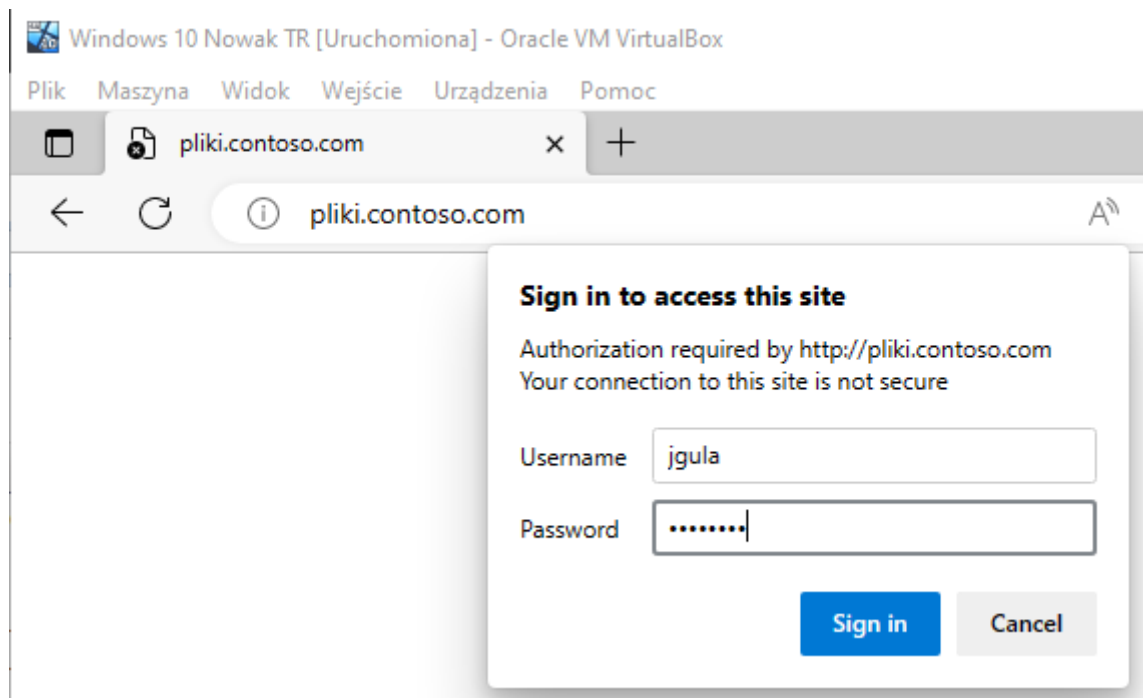 Windows 10 Nowak TR [Uruchomiona] - Oracle VM VirtualBox
Plik Maszyna Widok Wejście Urządzenia Pomoc
pliki.contoso.com
pliki.contoso.com
Sign in to access this site
Authorization required by http://pliki.contoso.com
Your connection to this site is not secure
Username jgula
Password ••••••••
Sign in Cancel